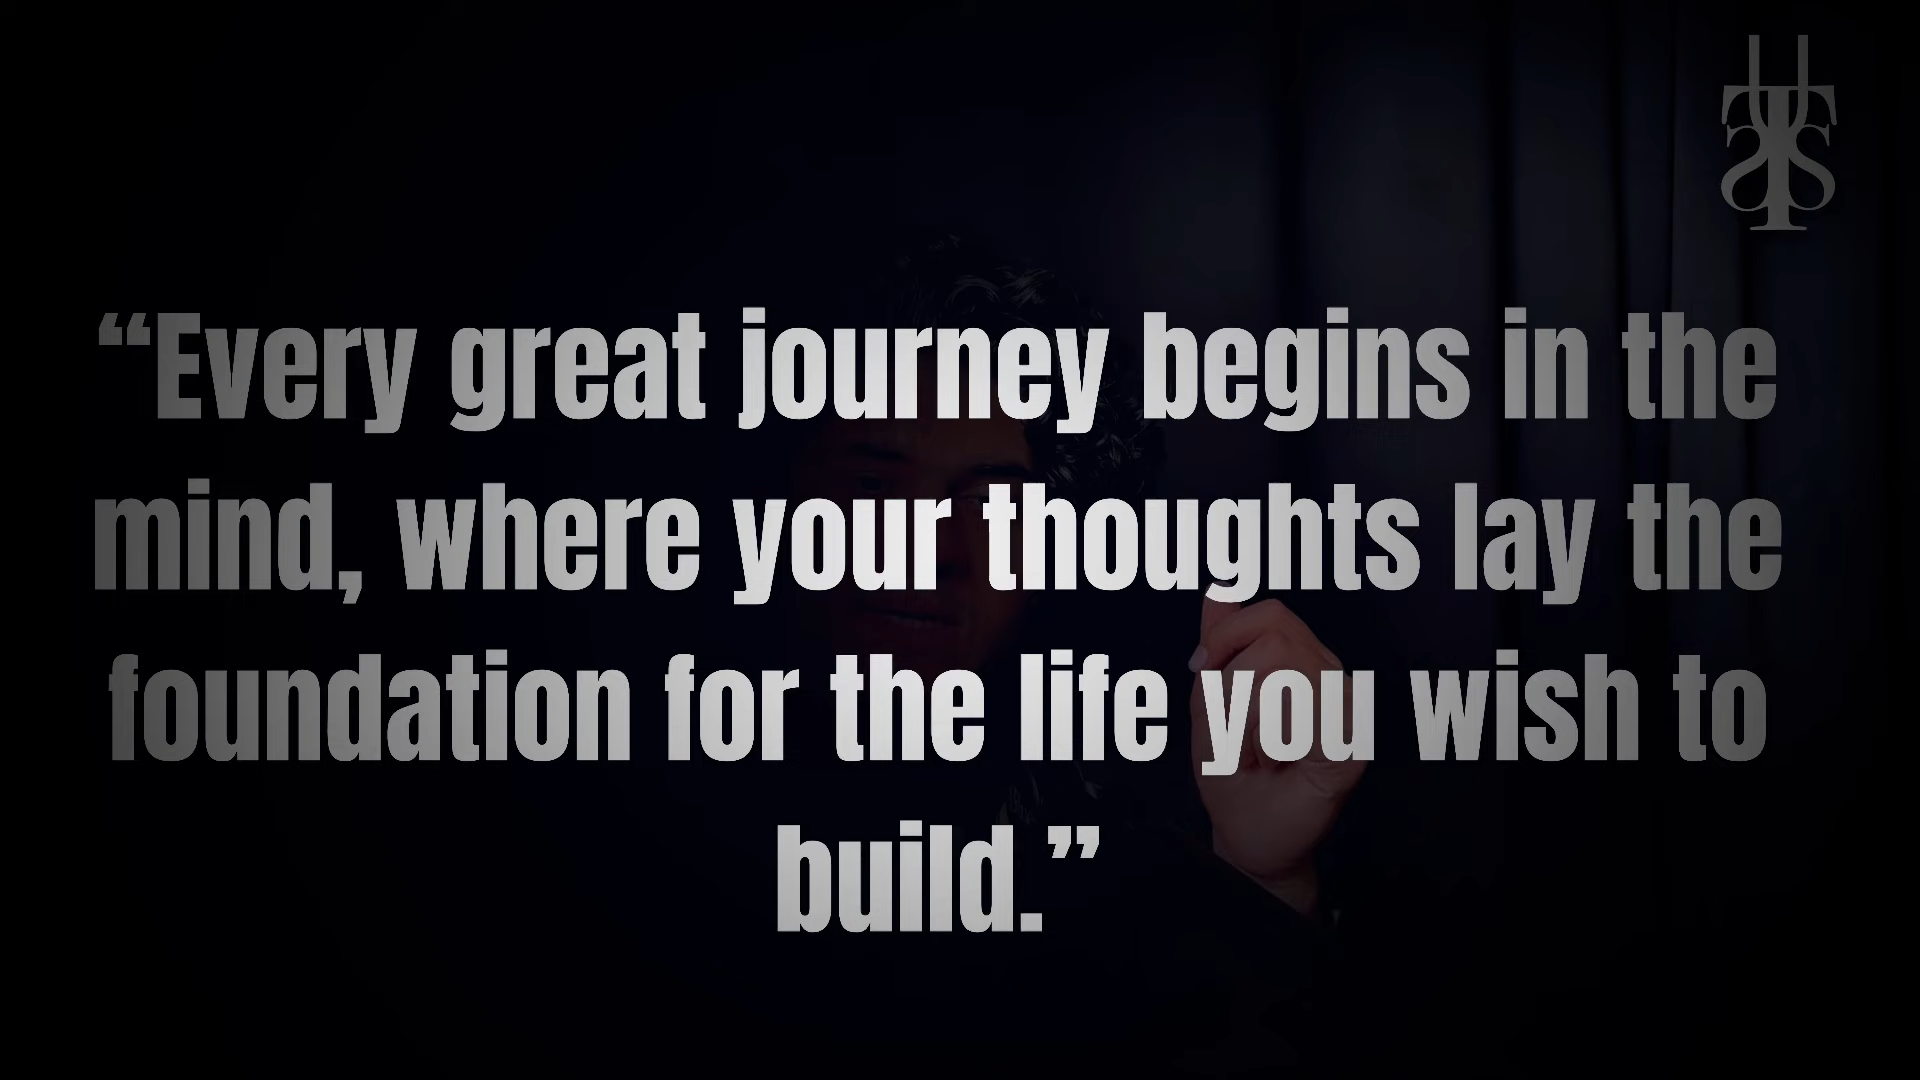 “Every great journey begins in the
mind, where your thoughts lay the
foundation for the life you wish to
build.”